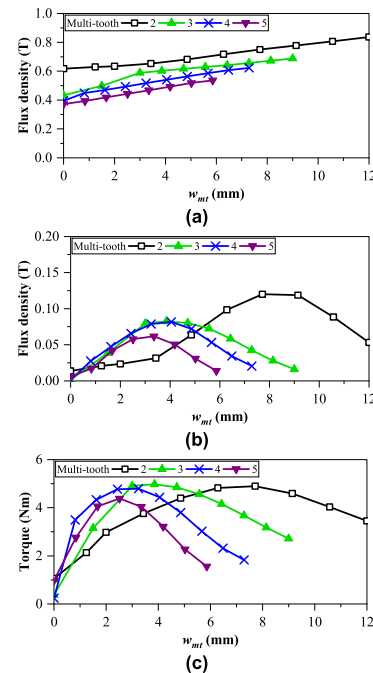 1.0
Multi-tooth 2 3 4 5
0.8
0.6
0.4
0.2
0.0
Flux density (T)
0 2 4 6 8 10 12
w_mt (mm)
(a)
0.20
Multi-tooth 2 3 4 5
0.15
0.10
0.05
0.00
Flux density (T)
0 2 4 6 8 10 12
w_mt (mm)
(b)
6
Multi-tooth 2 3 4 5
4
2
0
Torque (Nm)
0 2 4 6 8 10 12
w_mt (mm)
(c)